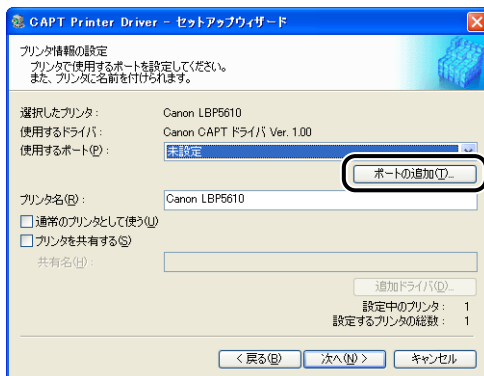 CAPT Printer Driver - セットアップウィザード
プリンタ情報の設定
プリンタで使用するポートを設定してください。
また、プリンタに名前を付けられます。
選択したプリンタ： Canon LBP5610
使用するドライバ： Canon CAPT ドライバ Ver. 1.00
使用するポート(P)： 未設定
ポートの追加(T)...
プリンタ名(R)： Canon LBP5610
通常のプリンタとして使う(U)
プリンタを共有する(S)
共有名(H)：
追加ドライバ(D)...
設定中のプリンタ： 1
設定するプリンタの総数： 1
< 戻る(B) 次へ(N) > キャンセル